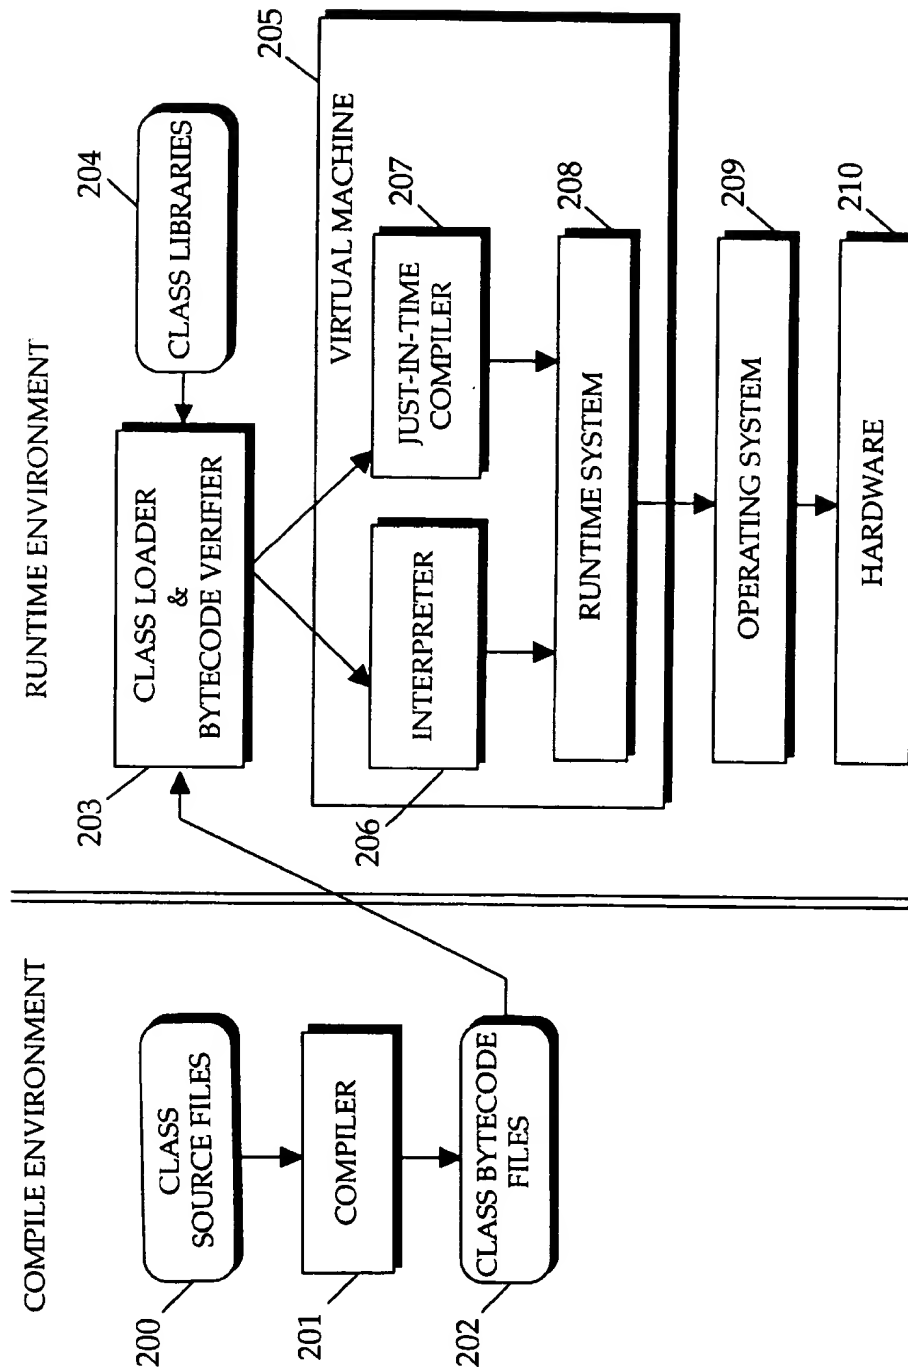 COMPILE ENVIRONMENT
200
CLASS
SOURCE FILES
201
COMPILER
202
CLASS BYTECODE
FILES
RUNTIME ENVIRONMENT
203
CLASS LOADER
&
BYTECODE VERIFIER
204
CLASS LIBRARIES
205
VIRTUAL MACHINE
206
INTERPRETER
207
JUST-IN-TIME
COMPILER
208
RUNTIME SYSTEM
209
OPERATING SYSTEM
210
HARDWARE